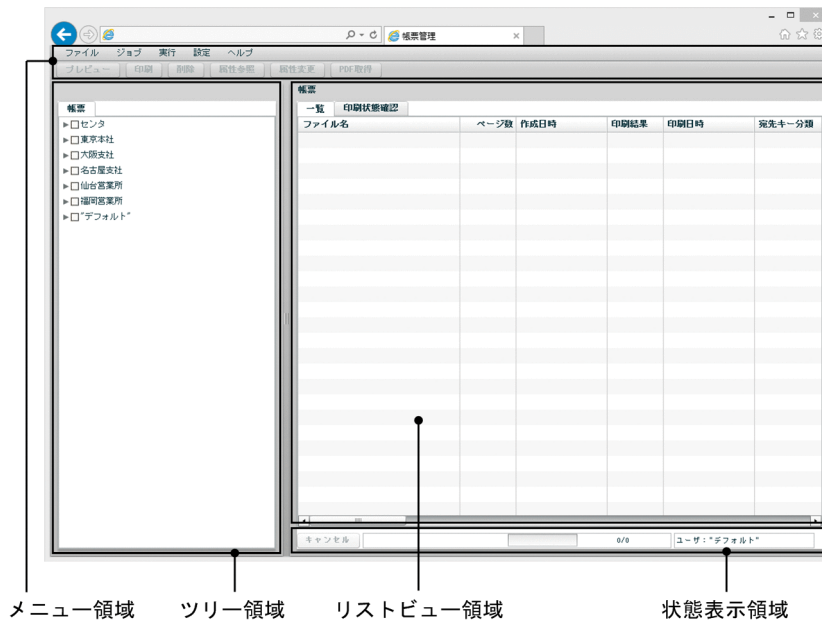 帳票管理
ファイル ジョブ 実行 設定 ヘルプ
プレビュー 印刷 削除 属性参照 属性変更 PDF取得
帳票
帳票
一覧 印刷状態確認
ファイル名 ページ数 作成日時 印刷結果 印刷日時 宛先キー分類
センタ
東京本社
大阪支社
名古屋支社
仙台営業所
福岡営業所
"デフォルト"
キャンセル 0/0 ユーザ:"デフォルト"
メニュー領域 ツリー領域 リストビュー領域 状態表示領域